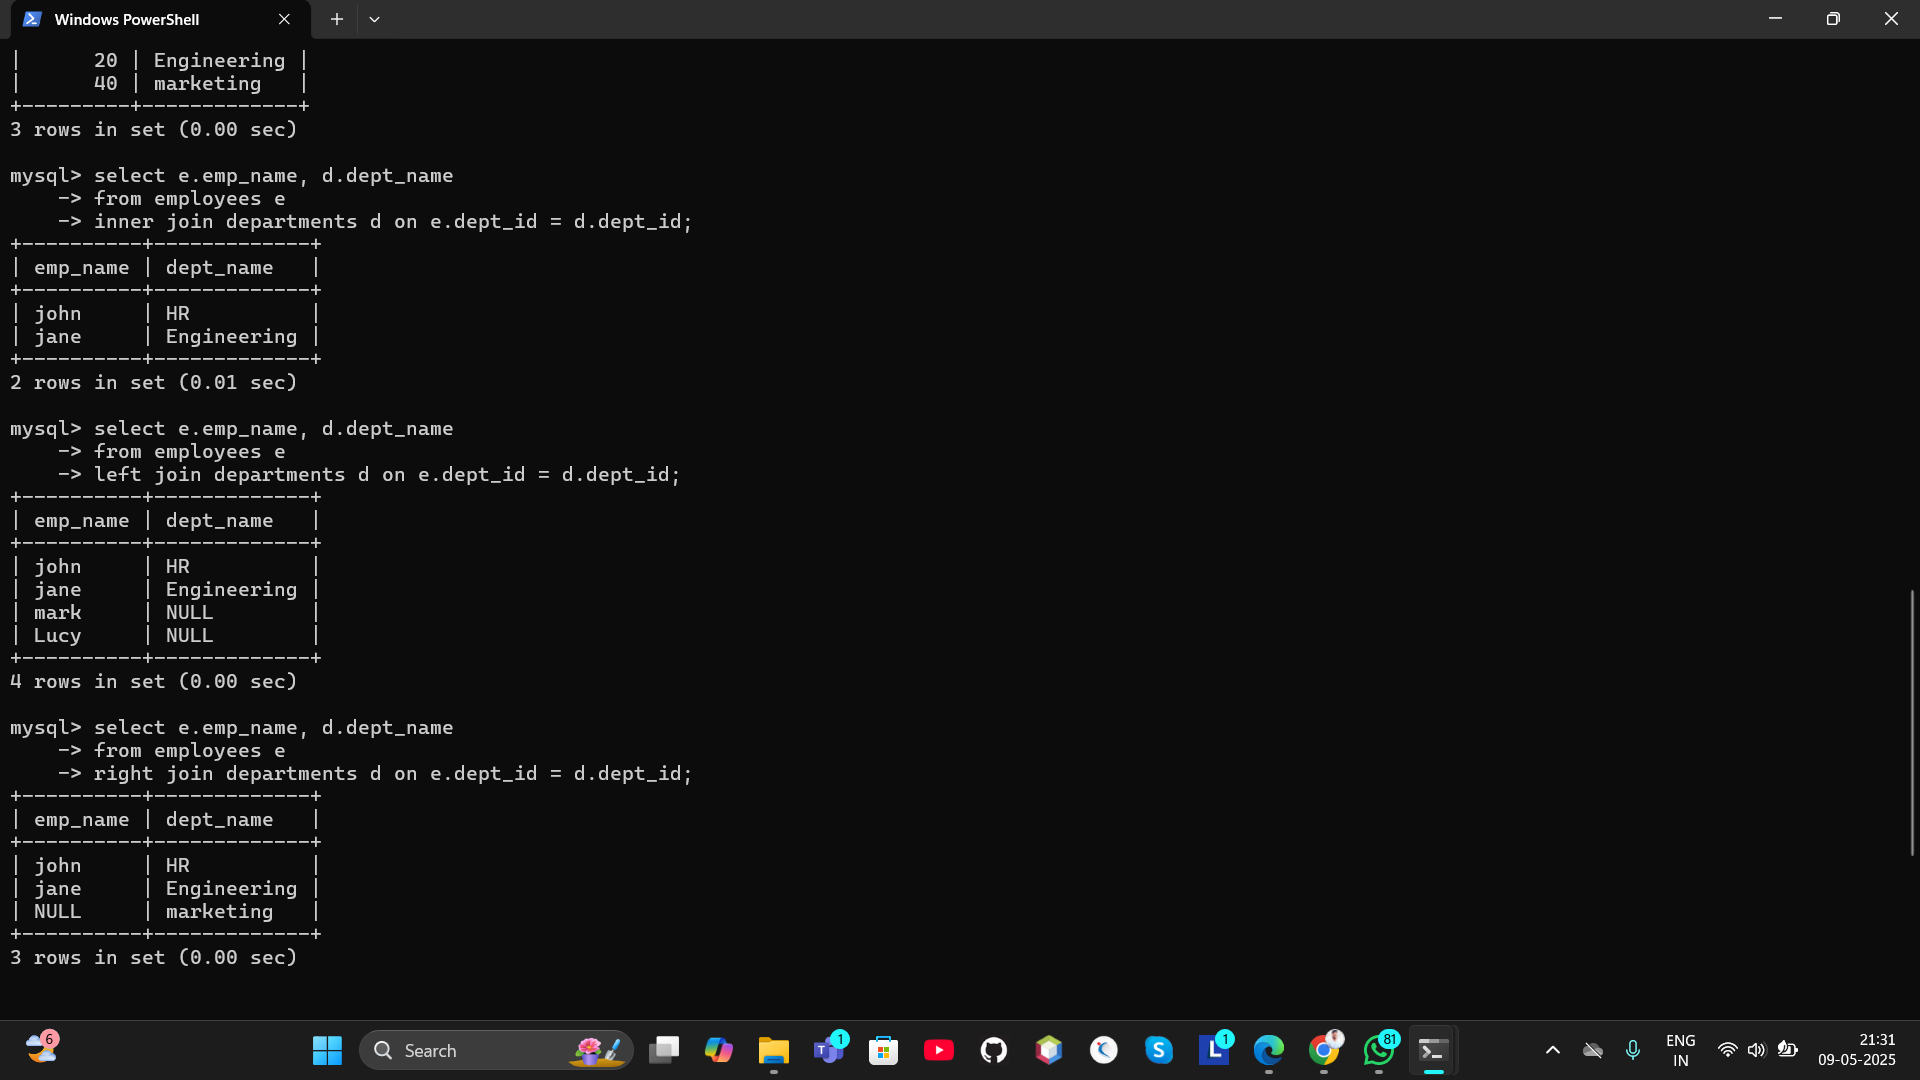 Windows PowerShell
|      20 | Engineering |
|      40 | marketing   |
+---------+-------------+
3 rows in set (0.00 sec)
mysql> select e.emp_name, d.dept_name
    -> from employees e
    -> inner join departments d on e.dept_id = d.dept_id;
+----------+-------------+
| emp_name | dept_name   |
+----------+-------------+
| john     | HR          |
| jane     | Engineering |
+----------+-------------+
2 rows in set (0.01 sec)
mysql> select e.emp_name, d.dept_name
    -> from employees e
    -> left join departments d on e.dept_id = d.dept_id;
+----------+-------------+
| emp_name | dept_name   |
+----------+-------------+
| john     | HR          |
| jane     | Engineering |
| mark     | NULL        |
| Lucy     | NULL        |
+----------+-------------+
4 rows in set (0.00 sec)
mysql> select e.emp_name, d.dept_name
    -> from employees e
    -> right join departments d on e.dept_id = d.dept_id;
+----------+-------------+
| emp_name | dept_name   |
+----------+-------------+
| john     | HR          |
| jane     | Engineering |
| NULL     | marketing   |
+----------+-------------+
3 rows in set (0.00 sec)
6
Search
T 1
S
L 1
81
ENG
IN
21:31
09-05-2025